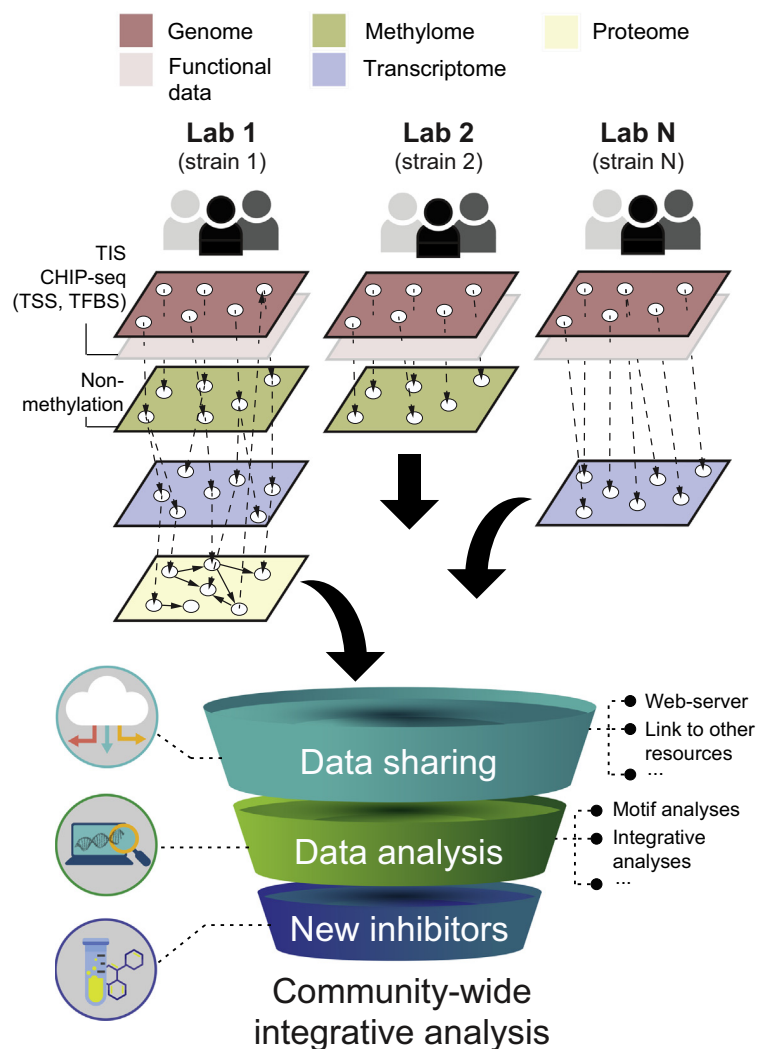 Genome
Methylome
Proteome
Functional
data
Transcriptome
Lab 1
(strain 1)
Lab 2
(strain 2)
Lab N
(strain N)
TIS
CHIP-seq
(TSS, TFBS)
Non-
methylation
Data sharing
Web-server
Link to other
resources
...
Data analysis
Motif analyses
Integrative
analyses
...
New inhibitors
Community-wide
integrative analysis